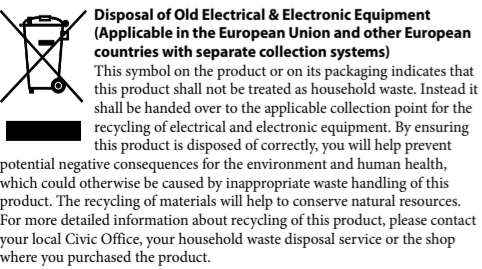 Disposal of Old Electrical & Electronic Equipment
(Applicable in the European Union and other European
countries with separate collection systems)
This symbol on the product or on its packaging indicates that
this product shall not be treated as household waste. Instead it
shall be handed over to the applicable collection point for the
recycling of electrical and electronic equipment. By ensuring
this product is disposed of correctly, you will help prevent
potential negative consequences for the environment and human health,
which could otherwise be caused by inappropriate waste handling of this
product. The recycling of materials will help to conserve natural resources.
For more detailed information about recycling of this product, please contact
your local Civic Office, your household waste disposal service or the shop
where you purchased the product.